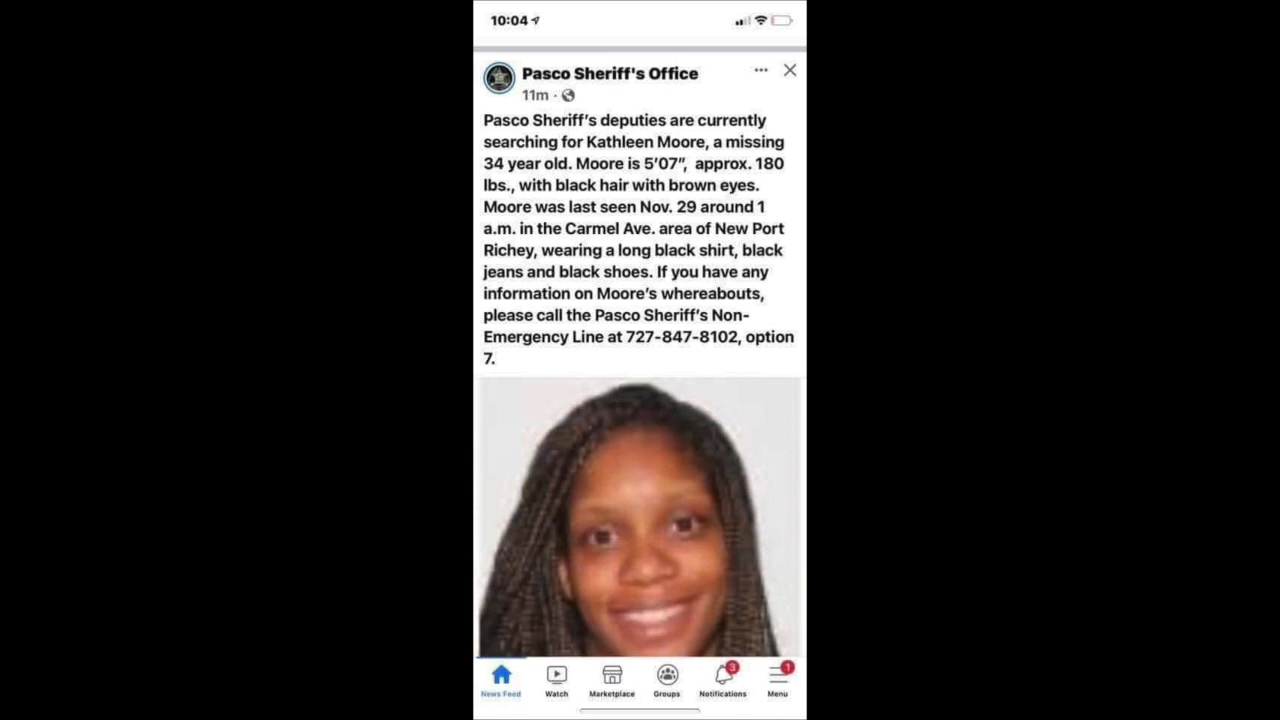 10:04
Pasco Sheriff's Office
11m ·
Pasco Sheriff's deputies are currently
searching for Kathleen Moore, a missing
34 year old. Moore is 5'07”, approx. 180
lbs., with black hair with brown eyes.
Moore was last seen Nov. 29 around 1
a.m. in the Carmel Ave. area of New Port
Richey, wearing a long black shirt, black
jeans and black shoes. If you have any
information on Moore's whereabouts,
please call the Pasco Sheriff's Non-
Emergency Line at 727-847-8102, option
7.
3 1
News Feed Watch Marketplace Groups Notifications Menu